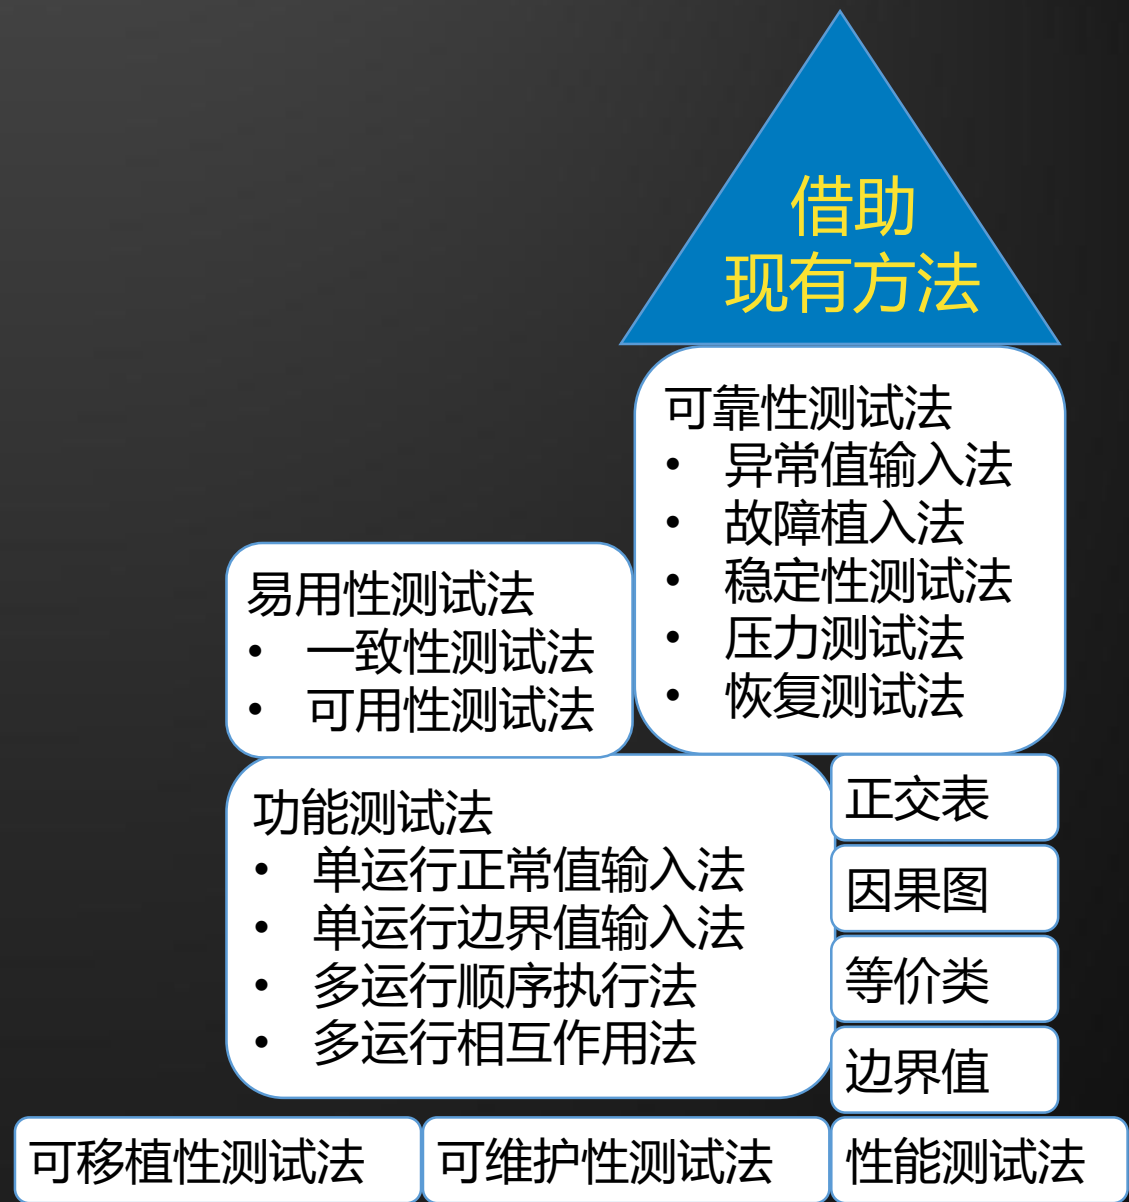 借助
现有方法
可靠性测试法
• 异常值输入法
• 故障植入法
• 稳定性测试法
• 压力测试法
• 恢复测试法
易用性测试法
• 一致性测试法
• 可用性测试法
功能测试法
• 单运行正常值输入法
• 单运行边界值输入法
• 多运行顺序执行法
• 多运行相互作用法
正交表
因果图
等价类
边界值
可移植性测试法
可维护性测试法
性能测试法